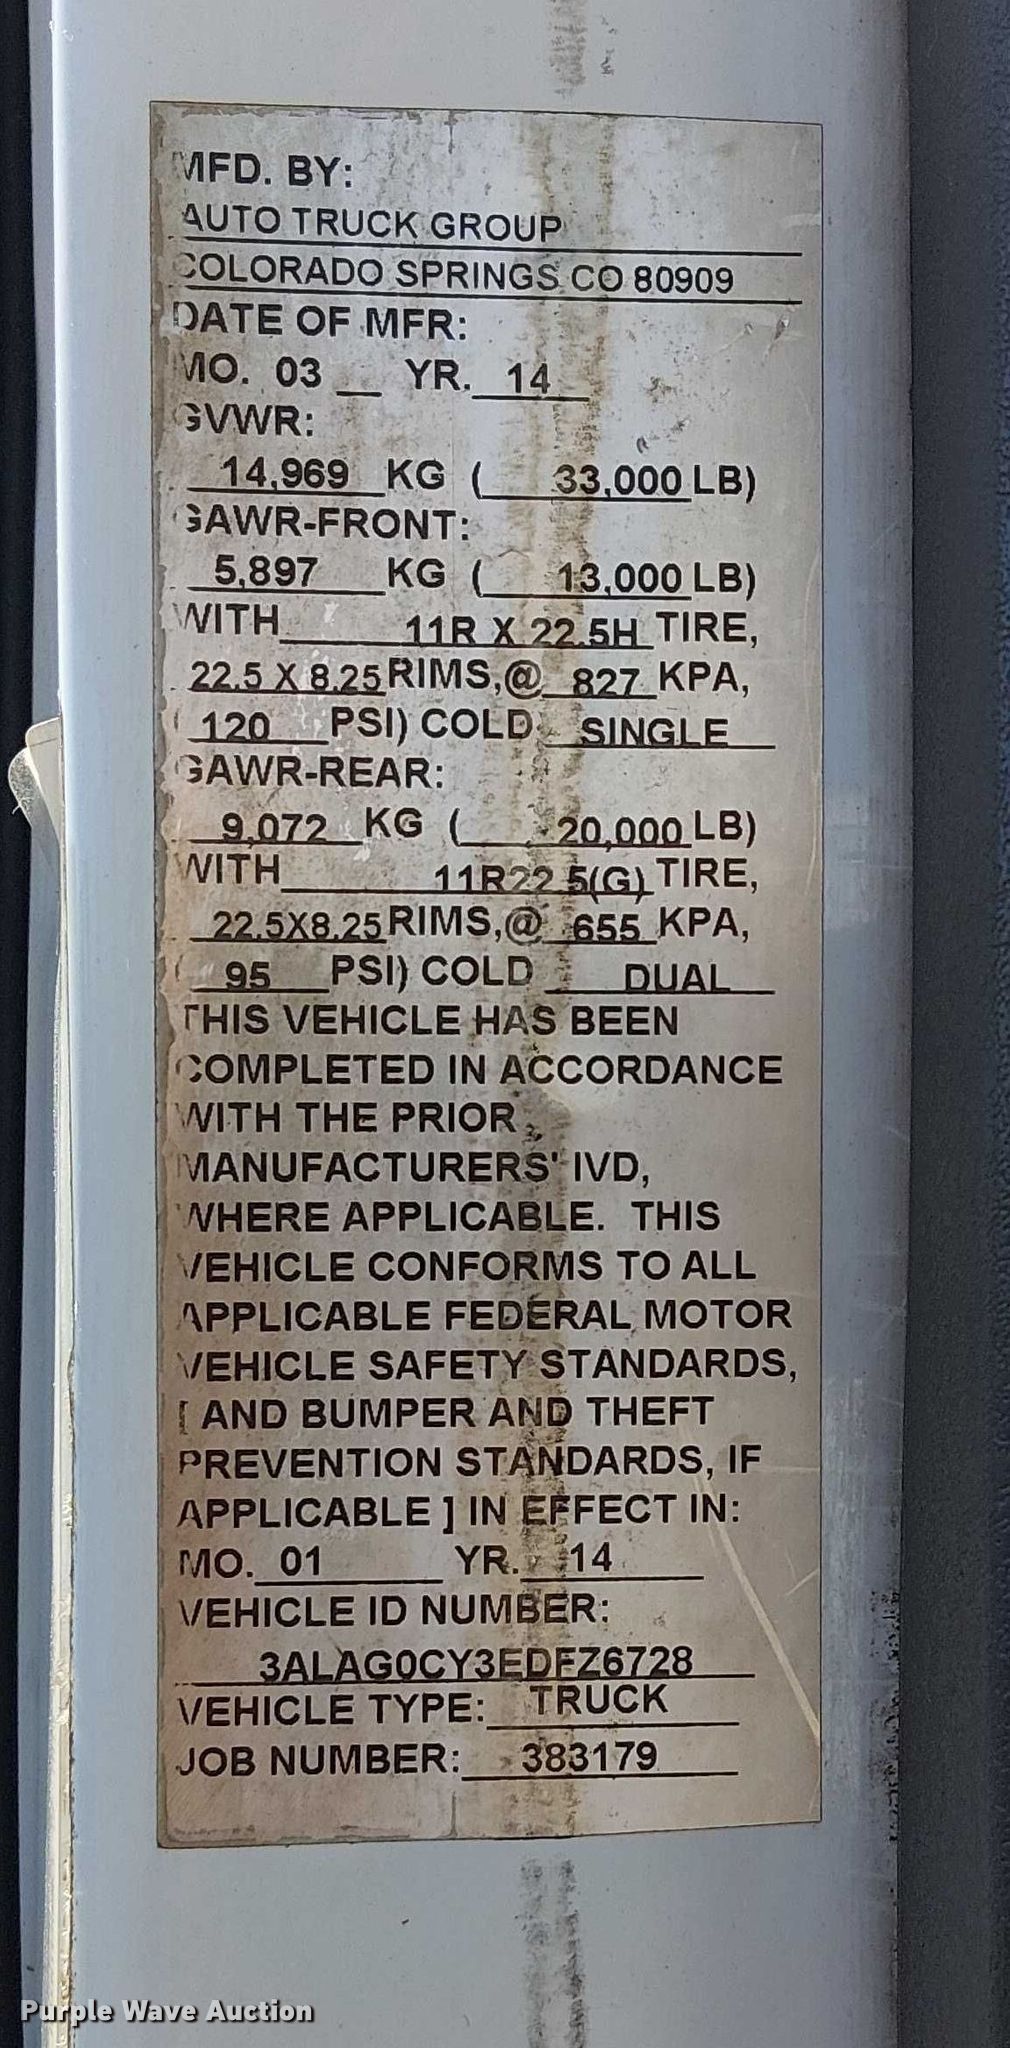 MFD. BY:
AUTO TRUCK GROUP
COLORADO SPRINGS CO 80909
DATE OF MFR:
MO. 03 __ YR. 14
GVWR:
14,969 KG ( 33,000 LB)
GAWR-FRONT:
5,897 KG ( 13,000 LB)
WITH 11R X 22.5H TIRE,
22.5 X 8.25 RIMS,@ 827 KPA,
( 120 PSI) COLD SINGLE
GAWR-REAR:
9,072 KG ( 20,000 LB)
WITH 11R22.5(G) TIRE,
22.5X8.25 RIMS,@ 655 KPA,
( 95 PSI) COLD DUAL
THIS VEHICLE HAS BEEN
COMPLETED IN ACCORDANCE
WITH THE PRIOR
MANUFACTURERS' IVD,
WHERE APPLICABLE. THIS
VEHICLE CONFORMS TO ALL
APPLICABLE FEDERAL MOTOR
VEHICLE SAFETY STANDARDS,
[ AND BUMPER AND THEFT
PREVENTION STANDARDS, IF
APPLICABLE ] IN EFFECT IN:
MO. 01 YR. 14
VEHICLE ID NUMBER:
3ALAG0CY3EDFZ6728
VEHICLE TYPE: TRUCK
JOB NUMBER: 383179
Purple Wave Auction